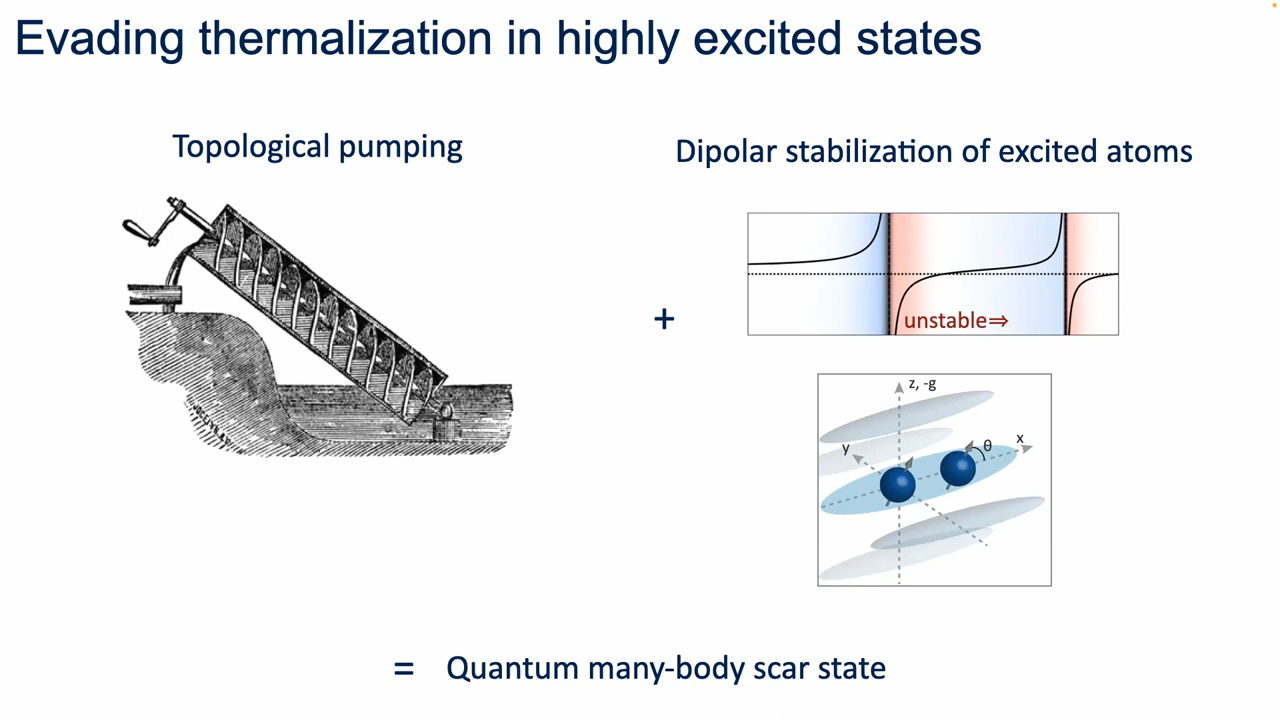 Evading thermalization in highly excited states
Topological pumping
Dipolar stabilization of excited atoms
+
unstable⇒
z, -g
y
θ
x
= Quantum many-body scar state